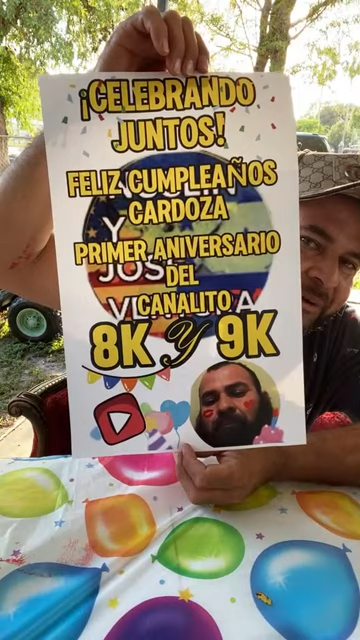 ¡CELEBRANDO
JUNTOS!
FELIZ CUMPLEAÑOS
CARDOZA
Y
PRIMER ANIVERSARIO
DEL
CANALITO
8K Y 9K